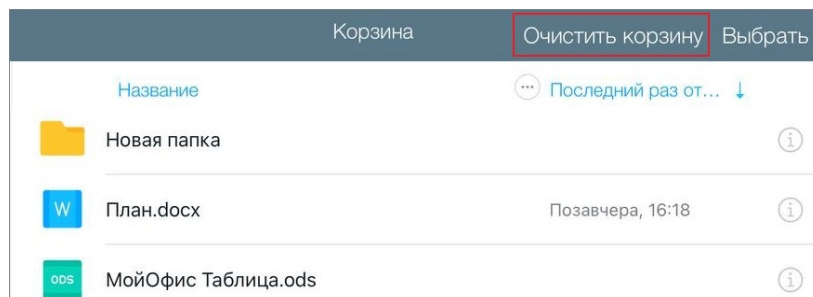 Корзина Очистить корзину Выбрать
Название ... Последний раз от... ↓
Новая папка i
W План.docx Позавчера, 16:18 i
ODS МойОфис Таблица.ods i